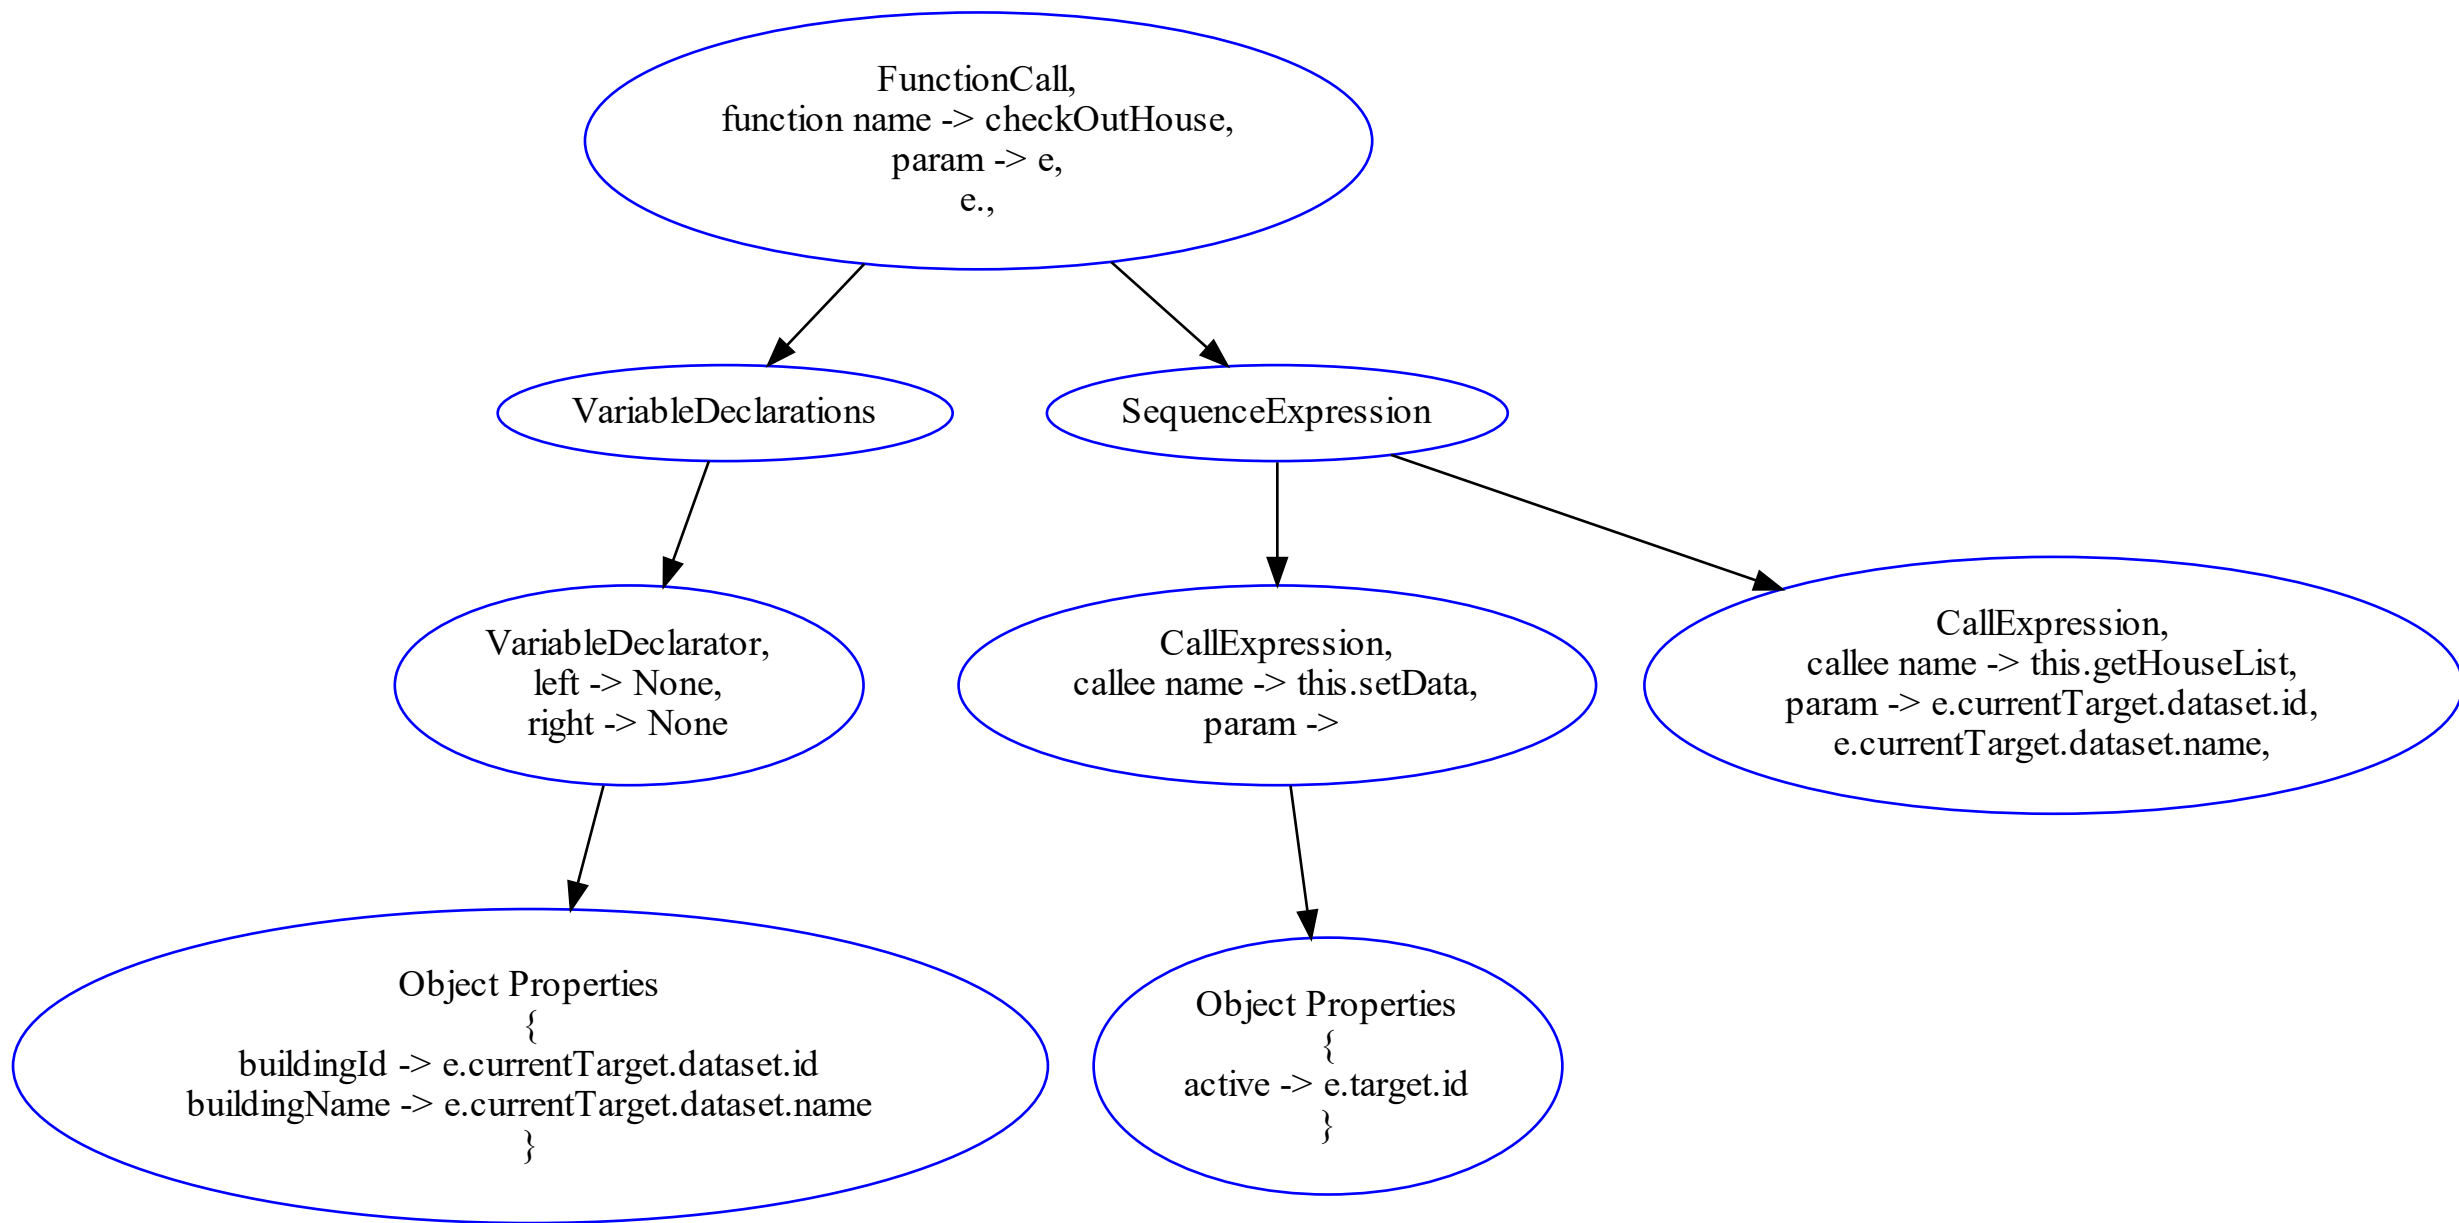 FunctionCall,
function name -> checkOutHouse,
param -> e,
e.,
VariableDeclarations
SequenceExpression
VariableDeclarator,
left -> None,
right -> None
CallExpression,
callee name -> this.setData,
param ->
CallExpression,
callee name -> this.getHouseList,
param -> e.currentTarget.dataset.id,
e.currentTarget.dataset.name,
Object Properties
{
buildingId -> e.currentTarget.dataset.id
buildingName -> e.currentTarget.dataset.name
}
Object Properties
{
active -> e.target.id
}